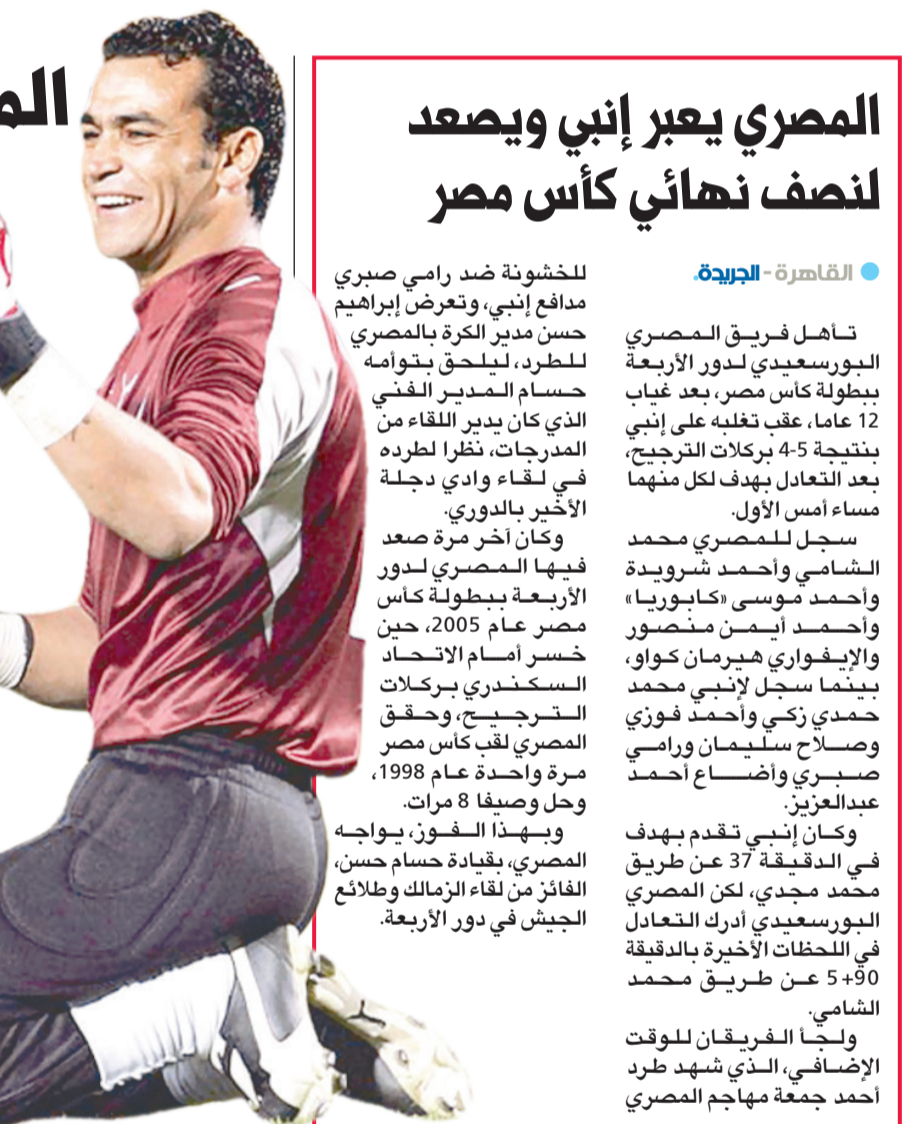 المصري يعبر إنبي ويصعد
لنصف نهائي كأس مصر
القاهرة - الجريدة
تأهل فريق المصري
البورسعيدي لدور الأربعة
ببطولة كأس مصر، بعد غياب
12 عاما، عقب تغلبه على إنبي
بنتيجة 5-4 بركلات الترجيح،
بعد التعادل بهدف لكل منهما
مساء أمس الأول.
سجل للمصري محمد
الشامي وأحمد شرويدة
وأحمد موسى «كابوريا»
وأحمد أيمن منصور
والإيفواري هيرمان كواو،
بينما سجل لإنبي محمد
حمدي زكي وأحمد فوزي
وصلاح سليمان ورامي
صبري وأضاع أحمد
عبدالعزيز.
وكان إنبي تقدم بهدف
في الدقيقة 37 عن طريق
محمد مجدي، لكن المصري
البورسعيدي أدرك التعادل
في اللحظات الأخيرة بالدقيقة
90+5 عن طريق محمد
الشامي.
ولجأ الفريقان للوقت
الإضافي، الذي شهد طرد
أحمد جمعة مهاجم المصري
للخشونة ضد رامي صبري
مدافع إنبي، وتعرض إبراهيم
حسن مدير الكرة بالمصري
للطرد، ليلحق بتوأمه
حسام المدير الفني
الذي كان يدير اللقاء من
المدرجات، نظرا لطرده
في لقاء وادي دجلة
الأخير بالدوري.
وكان آخر مرة صعد
فيها المصري لدور
الأربعة ببطولة كأس
مصر عام 2005، حين
خسر أمام الاتحاد
السكندري بركلات
الترجيح، وحقق
المصري لقب كأس مصر
مرة واحدة عام 1998،
وحل وصيفا 8 مرات.
وبهذا الفوز، يواجه
المصري، بقيادة حسام حسن،
الفائز من لقاء الزمالك وطلائع
الجيش في دور الأربعة.